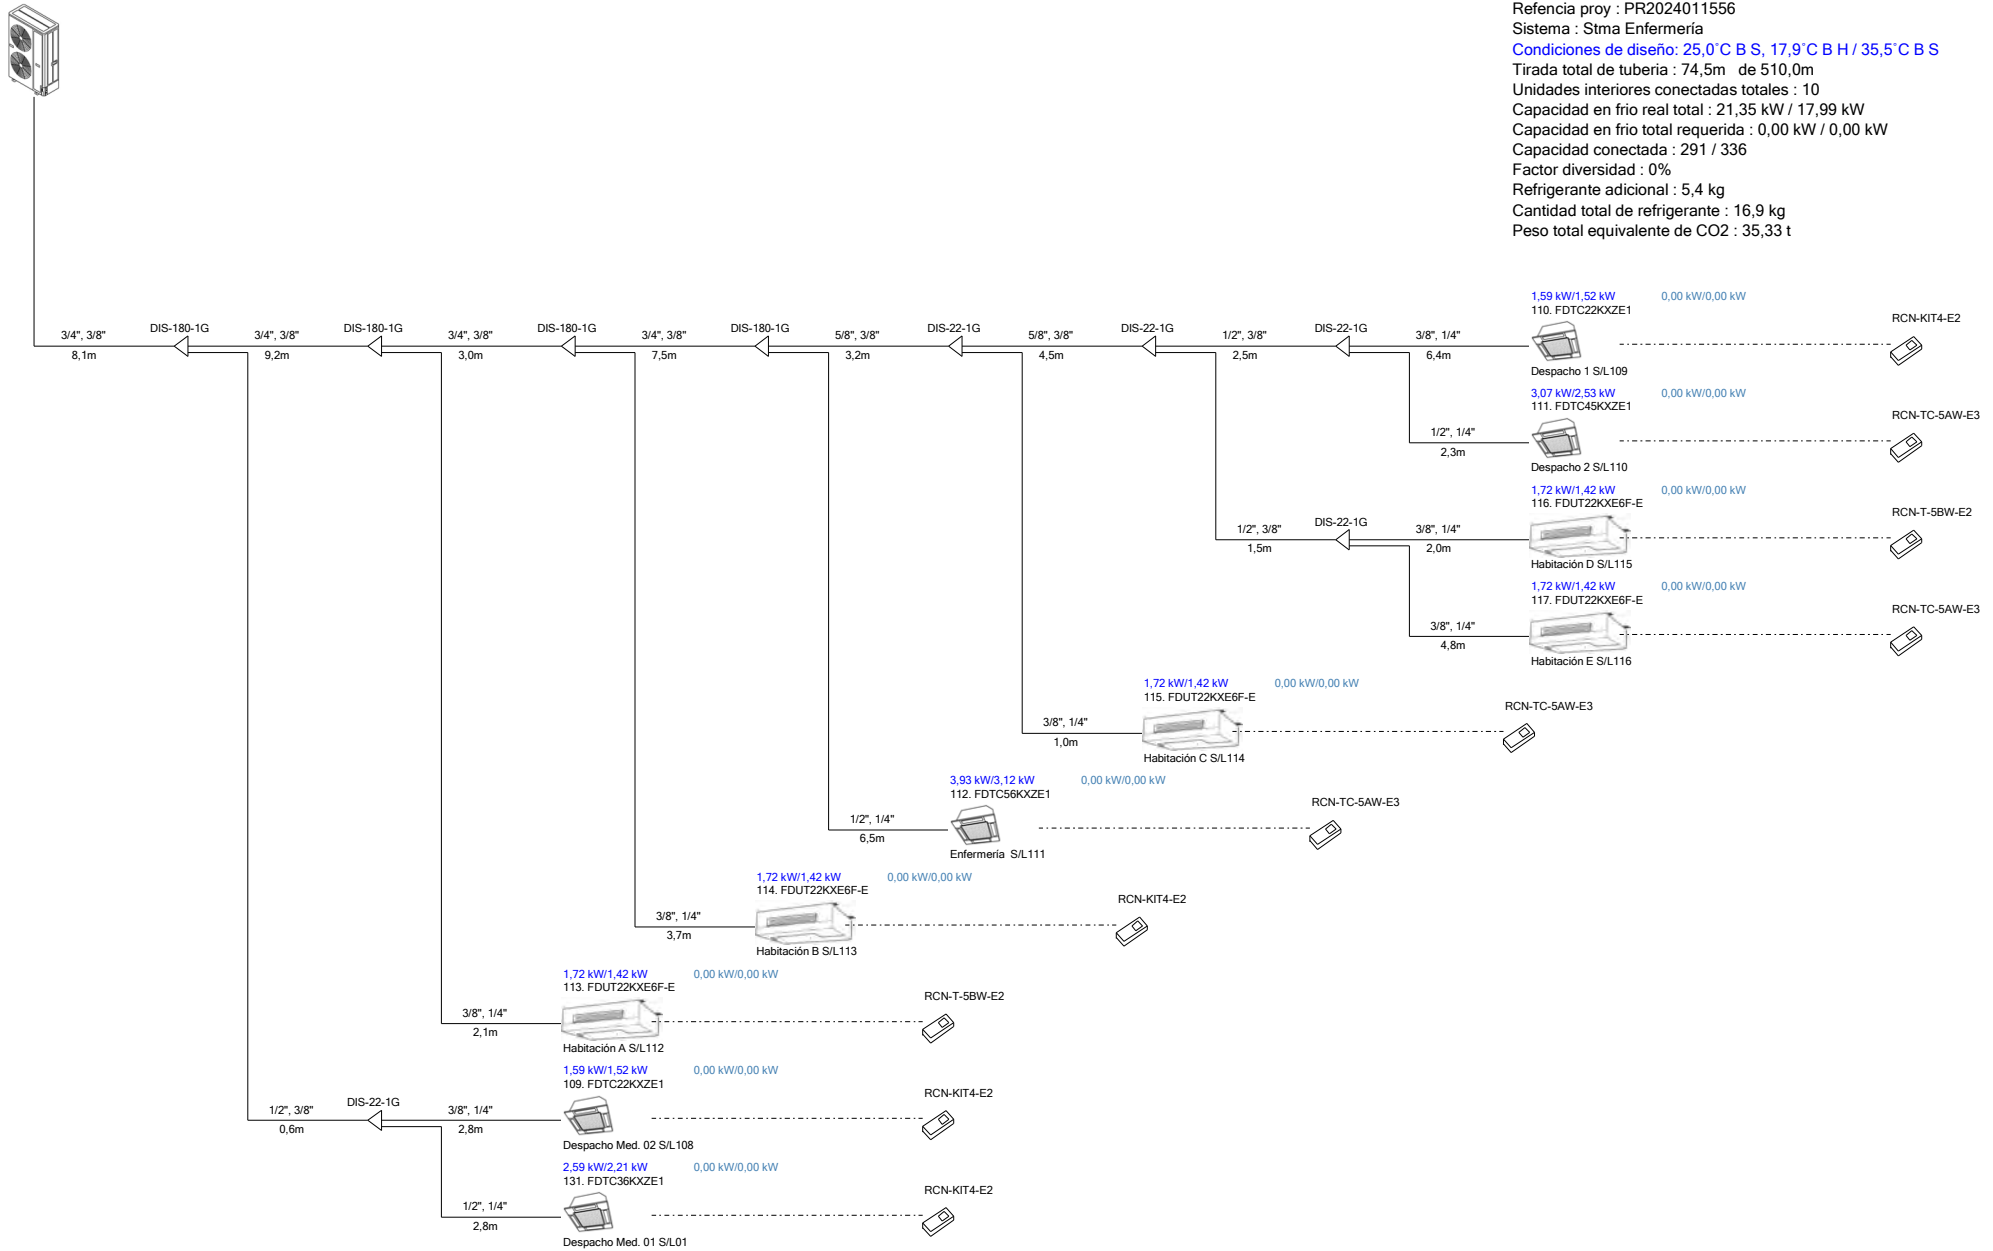 Refencia proy : PR2024011556
Sistema : Stma Enfermería
Condiciones de diseño: 25,0°C B S, 17,9°C B H / 35,5°C B S
Tirada total de tuberia : 74,5m de 510,0m
Unidades interiores conectadas totales : 10
Capacidad en frio real total : 21,35 kW / 17,99 kW
Capacidad en frio total requerida : 0,00 kW / 0,00 kW
Capacidad conectada : 291 / 336
Factor diversidad : 0%
Refrigerante adicional : 5,4 kg
Cantidad total de refrigerante : 16,9 kg
Peso total equivalente de CO2 : 35,33 t
1,59 kW/1,52 kW 0,00 kW/0,00 kW
110. FDTC22KXZE1
RCN-KIT4-E2
3/4", 3/8" DIS-180-1G 3/4", 3/8" DIS-180-1G 3/4", 3/8" DIS-180-1G 3/4", 3/8" DIS-180-1G 5/8", 3/8" DIS-22-1G 5/8", 3/8" DIS-22-1G 1/2", 3/8" DIS-22-1G 3/8", 1/4"
8,1m 9,2m 3,0m 7,5m 3,2m 4,5m 2,5m 6,4m
Despacho 1 S/L109
3,07 kW/2,53 kW 0,00 kW/0,00 kW
111. FDTC45KXZE1
RCN-TC-5AW-E3
1/2", 1/4"
2,3m
Despacho 2 S/L110
1,72 kW/1,42 kW 0,00 kW/0,00 kW
116. FDUT22KXE6F-E
RCN-T-5BW-E2
1/2", 3/8" DIS-22-1G 3/8", 1/4"
1,5m 2,0m
Habitación D S/L115
1,72 kW/1,42 kW 0,00 kW/0,00 kW
117. FDUT22KXE6F-E
RCN-TC-5AW-E3
3/8", 1/4"
4,8m
Habitación E S/L116
1,72 kW/1,42 kW 0,00 kW/0,00 kW
115. FDUT22KXE6F-E
RCN-TC-5AW-E3
3/8", 1/4"
1,0m
Habitación C S/L114
3,93 kW/3,12 kW 0,00 kW/0,00 kW
112. FDTC56KXZE1
RCN-TC-5AW-E3
1/2", 1/4"
6,5m
Enfermería S/L111
1,72 kW/1,42 kW 0,00 kW/0,00 kW
114. FDUT22KXE6F-E
RCN-KIT4-E2
3/8", 1/4"
3,7m
Habitación B S/L113
1,72 kW/1,42 kW 0,00 kW/0,00 kW
113. FDUT22KXE6F-E
RCN-T-5BW-E2
3/8", 1/4"
2,1m
Habitación A S/L112
1,59 kW/1,52 kW 0,00 kW/0,00 kW
109. FDTC22KXZE1
RCN-KIT4-E2
1/2", 3/8" DIS-22-1G 3/8", 1/4"
0,6m 2,8m
Despacho Med. 02 S/L108
2,59 kW/2,21 kW 0,00 kW/0,00 kW
131. FDTC36KXZE1
RCN-KIT4-E2
1/2", 1/4"
2,8m
Despacho Med. 01 S/L01